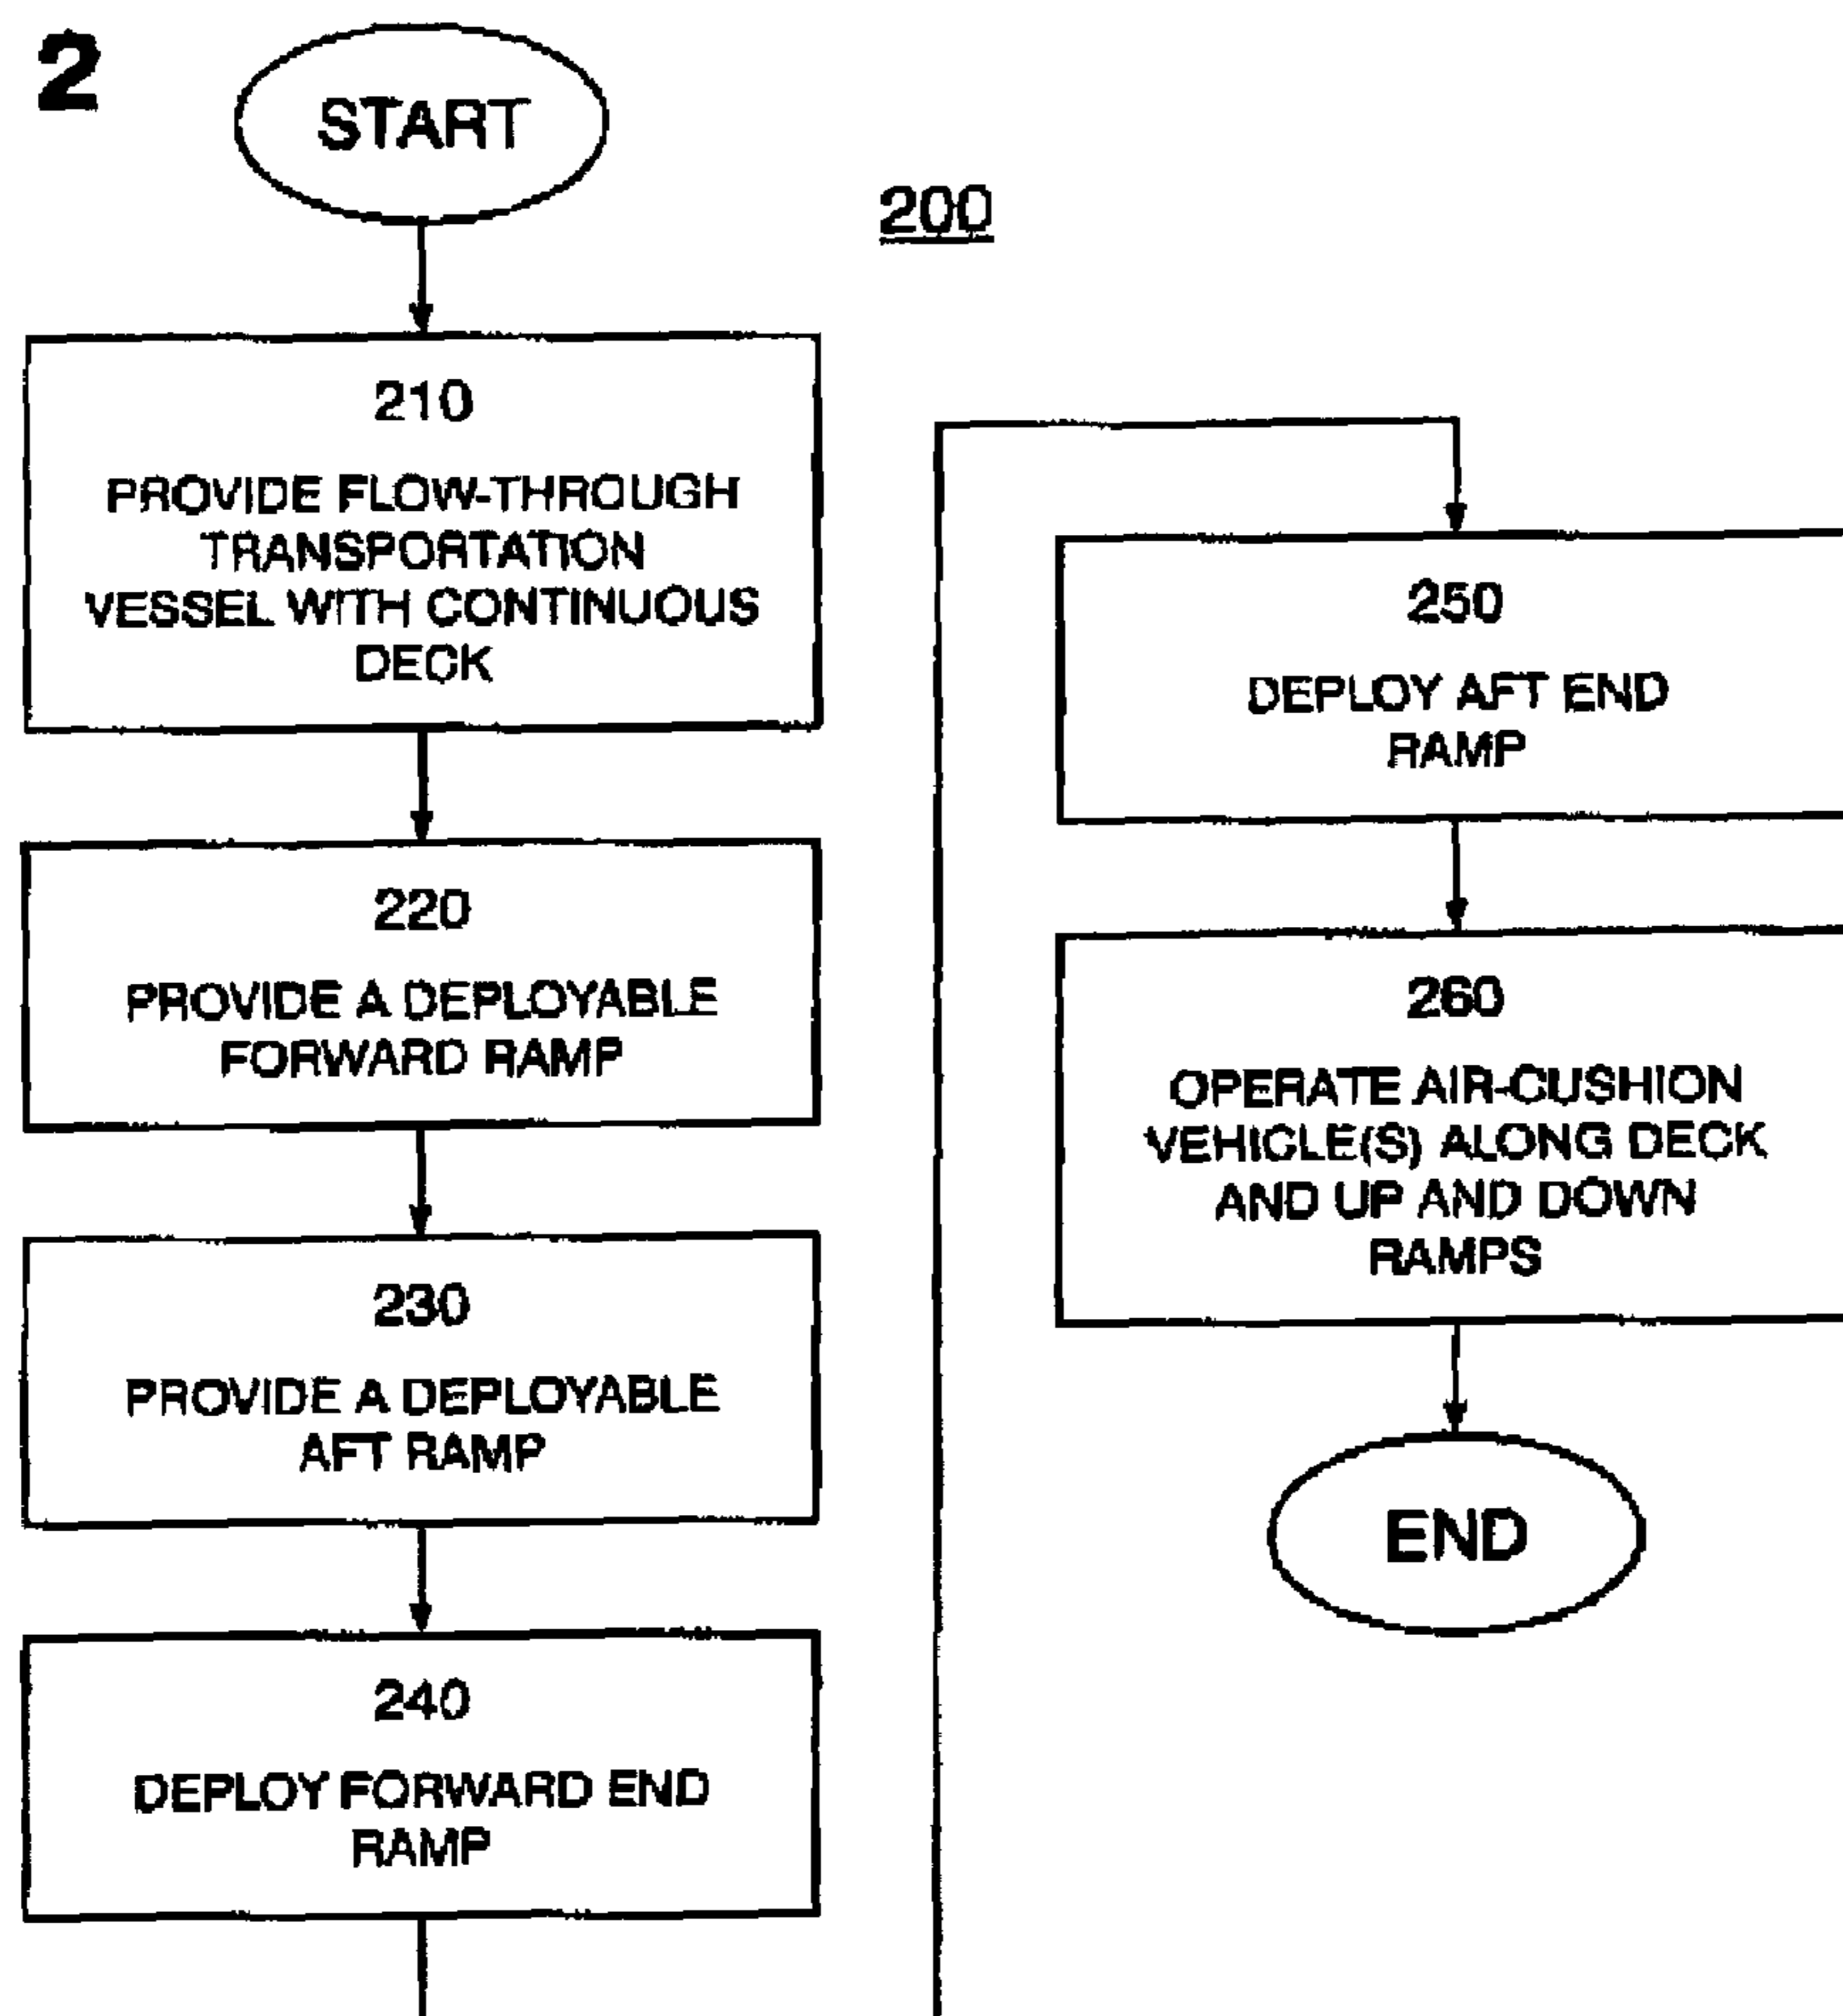 2
START
200
210
PROVIDE FLOW-THROUGH
TRANSPORTATION
VESSEL WITH CONTINUOUS
DECK
220
PROVIDE A DEPLOYABLE
FORWARD RAMP
230
PROVIDE A DEPLOYABLE
AFT RAMP
240
DEPLOY FORWARD END
RAMP
250
DEPLOY AFT END
RAMP
260
OPERATE AIR-CUSHION
VEHICLE(S) ALONG DECK
AND UP AND DOWN
RAMPS
END